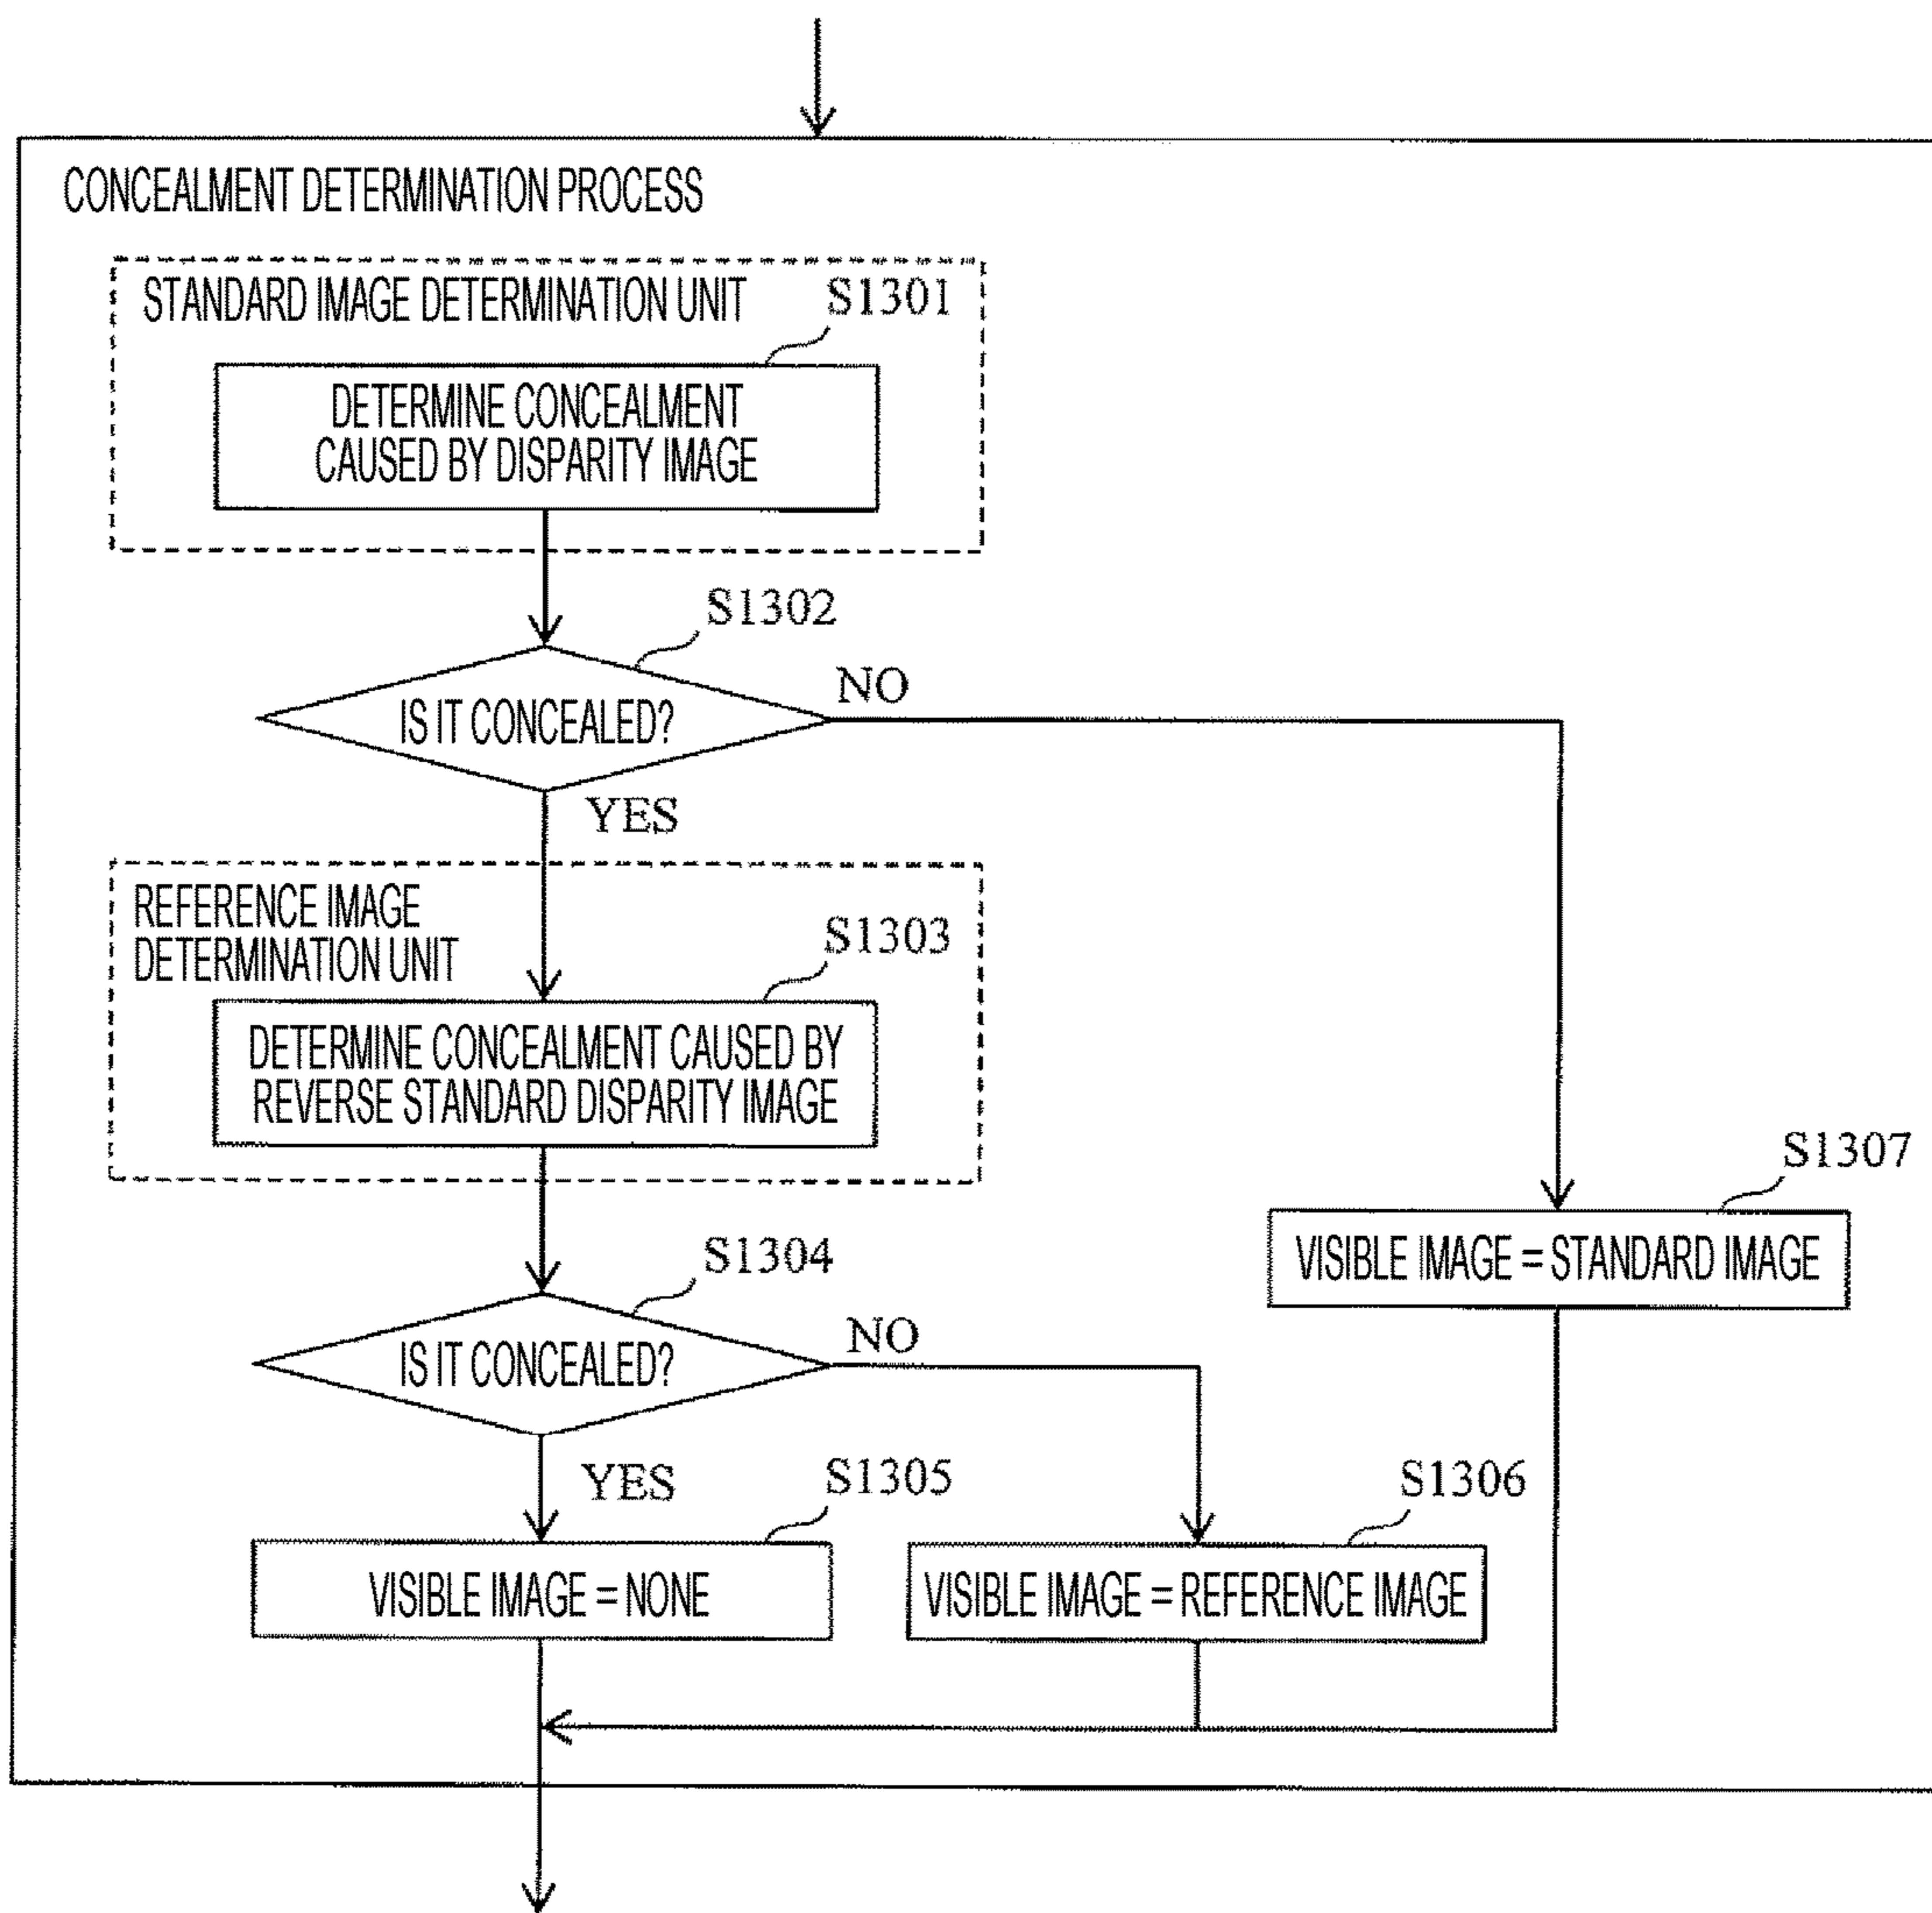 CONCEALMENT DETERMINATION PROCESS
STANDARD IMAGE DETERMINATION UNIT
S1301
DETERMINE CONCEALMENT
CAUSED BY DISPARITY IMAGE
S1302
IS IT CONCEALED?
NO
YES
REFERENCE IMAGE
DETERMINATION UNIT
S1303
DETERMINE CONCEALMENT CAUSED BY
REVERSE STANDARD DISPARITY IMAGE
S1307
VISIBLE IMAGE = STANDARD IMAGE
S1304
IS IT CONCEALED?
NO
YES
S1305
VISIBLE IMAGE = NONE
S1306
VISIBLE IMAGE = REFERENCE IMAGE